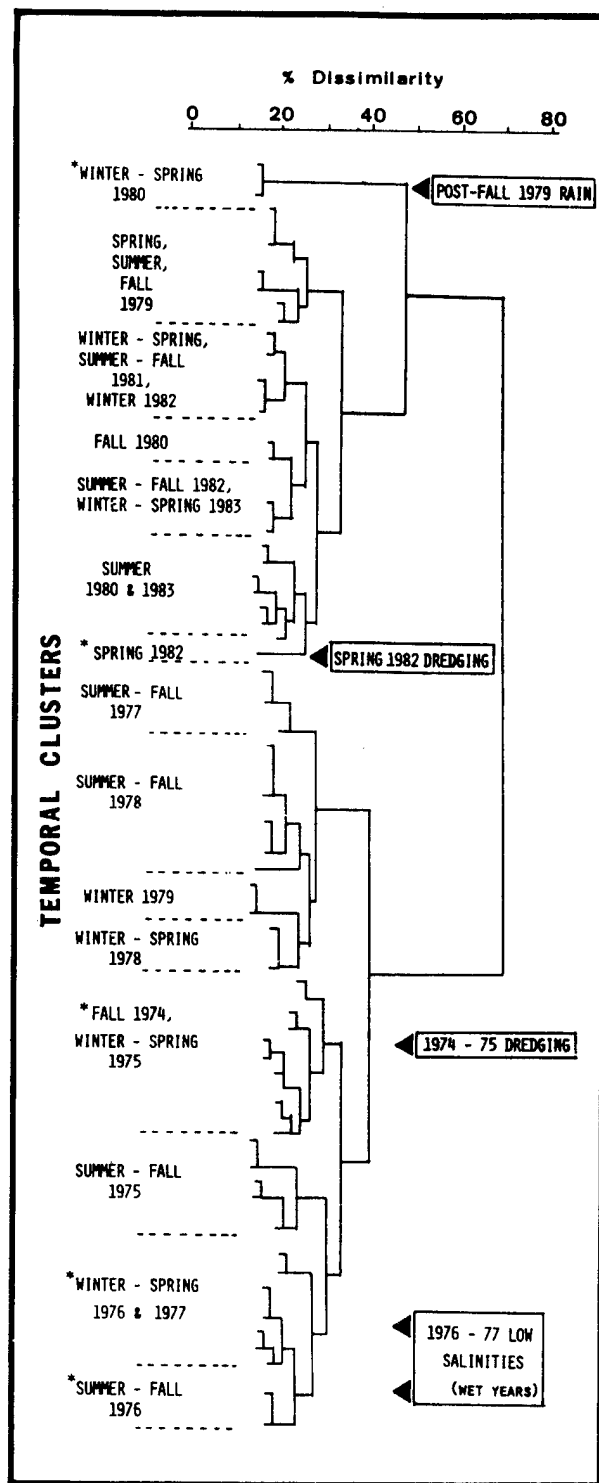 % Dissimilarity
0 20 40 60 80
*WINTER - SPRING
1980
POST-FALL 1979 RAIN
SPRING,
SUMMER,
FALL
1979
WINTER - SPRING,
SUMMER - FALL
1981,
WINTER 1982
FALL 1980
SUMMER - FALL 1982,
WINTER - SPRING 1983
SUMMER
1980 & 1983
*SPRING 1982
SPRING 1982 DREDGING
TEMPORAL CLUSTERS
SUMMER - FALL
1977
SUMMER - FALL
1978
WINTER 1979
WINTER - SPRING
1978
*FALL 1974,
WINTER - SPRING
1975
1974 - 75 DREDGING
SUMMER - FALL
1975
*WINTER - SPRING
1976 & 1977
1976 - 77 LOW
SALINITIES
(WET YEARS)
*SUMMER - FALL
1976